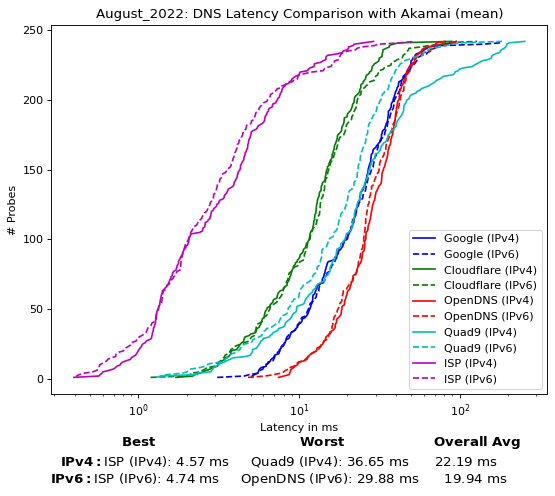 August_2022: DNS Latency Comparison with Akamai (mean)
250
200
150
100
50
0
# Probes
10^0
10^1
10^2
Latency in ms
Google (IPv4)
Google (IPv6)
Cloudflare (IPv4)
Cloudflare (IPv6)
OpenDNS (IPv4)
OpenDNS (IPv6)
Quad9 (IPv4)
Quad9 (IPv6)
ISP (IPv4)
ISP (IPv6)
Best Worst Overall Avg
IPv4: ISP (IPv4): 4.57 ms Quad9 (IPv4): 36.65 ms 22.19 ms
IPv6: ISP (IPv6): 4.74 ms OpenDNS (IPv6): 29.88 ms 19.94 ms